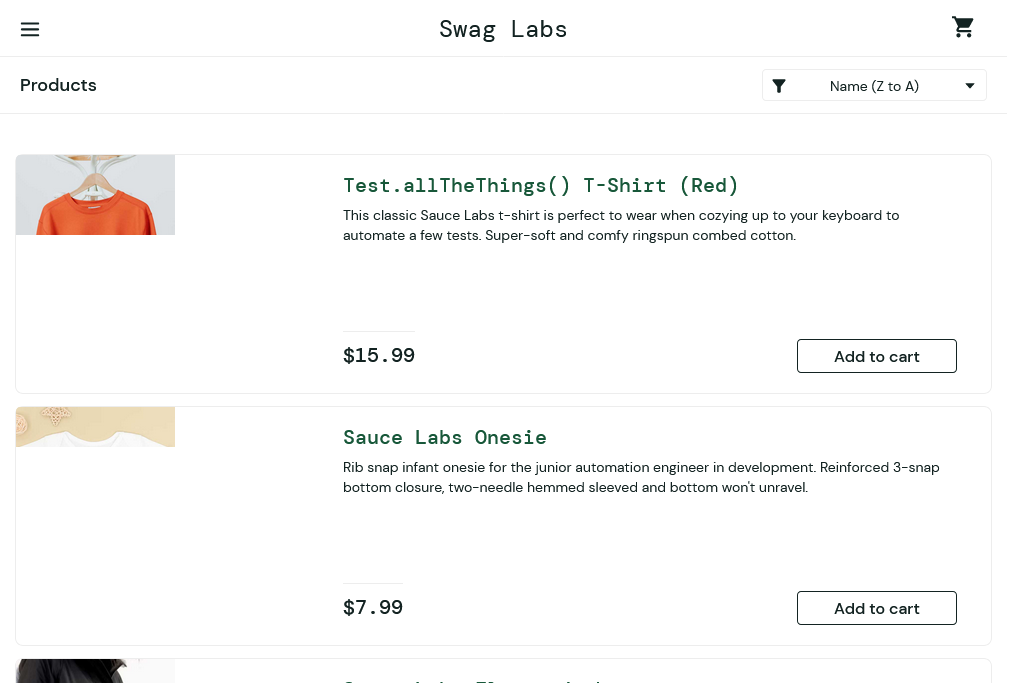 Swag Labs
Products
Name (Z to A)
Test.allTheThings() T-Shirt (Red)
This classic Sauce Labs t-shirt is perfect to wear when cozying up to your keyboard to
automate a few tests. Super-soft and comfy ringspun combed cotton.
$15.99
Add to cart
Sauce Labs Onesie
Rib snap infant onesie for the junior automation engineer in development. Reinforced 3-snap
bottom closure, two-needle hemmed sleeved and bottom won't unravel.
$7.99
Add to cart